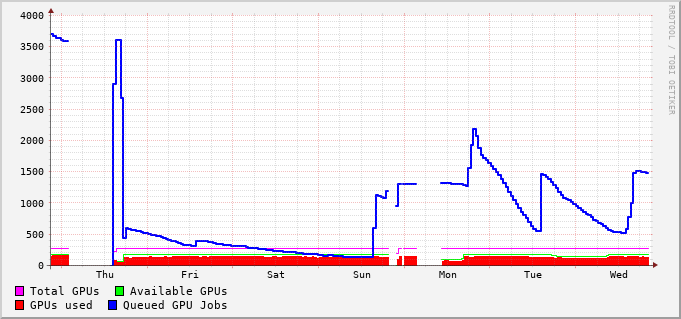 4000
3500
3000
2500
2000
1500
1000
500
0
Thu Fri Sat Sun Mon Tue Wed
Total GPUs Available GPUs
GPUs used Queued GPU Jobs
RRDTOOL / TOBI OETIKER